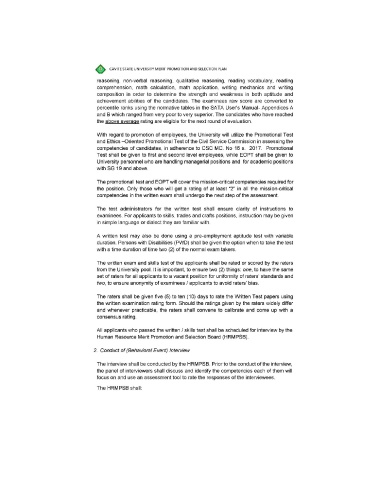 CAVITE STATE UNIVERSITY MERIT PROMOTION AND SELECTION PLAN
reasoning, non-verbal reasoning, qualitative reasoning, reading vocabulary, reading
comprehension, math calculation, math application, writing mechanics and writing
composition in order to determine the strength and weakness in both aptitude and
achievement abilities of the candidates. The examinees raw score are converted to
percentile ranks using the normative tables in the SATA User's Manual- Appendices A
and B which ranged from very poor to very superior. The candidates who have reached
the above average rating are eligible for the next round of evaluation.
With regard to promotion of employees, the University will utilize the Promotional Test
and Ethics –Oriented Promotional Test of the Civil Service Commission in assessing the
competencies of candidates, in adherence to CSC MC. No 16 s. 2017. Promotional
Test shall be given to first and second level employees, while EOPT shall be given to
University personnel who are handling managerial positions and for academic positions
with SG 19 and above.
The promotional test and EOPT will cover the mission-critical competencies required for
the position. Only those who will get a rating of at least "2" in all the mission-critical
competencies in the written exam shall undergo the next step of the assessment.
The test administrators for the written test shall ensure clarity of instructions to
examinees. For applicants to skills, trades and crafts positions, instruction may be given
in simple language or dialect they are familiar with.
A written test may also be done using a pre-employment aptitude test with variable
duration. Persons with Disabilities (PWD) shall be given the option when to take the test
with a time duration of time two (2) of the normal exam takers.
The written exam and skills test of the applicants shall be rated or scored by the raters
from the University pool. It is important, to ensure two (2) things: one, to have the same
set of raters for all applicants to a vacant position for uniformity of raters' standards and
two, to ensure anonymity of examinees / applicants to avoid raters' bias.
The raters shall be given five (5) to ten (10) days to rate the Written Test papers using
the written examination rating form. Should the ratings given by the raters widely differ
and whenever practicable, the raters shall convene to calibrate and come up with a
consensus rating.
All applicants who passed the written / skills test shall be scheduled for interview by the
Human Resource Merit Promotion and Selection Board (HRMPSB).
2. Conduct of (Behavioral Event) Interview
The interview shall be conducted by the HRMPSB. Prior to the conduct of the interview,
the panel of interviewers shall discuss and identify the competencies each of them will
focus on and use an assessment tool to rate the responses of the interviewees.
The HRMPSB shall: